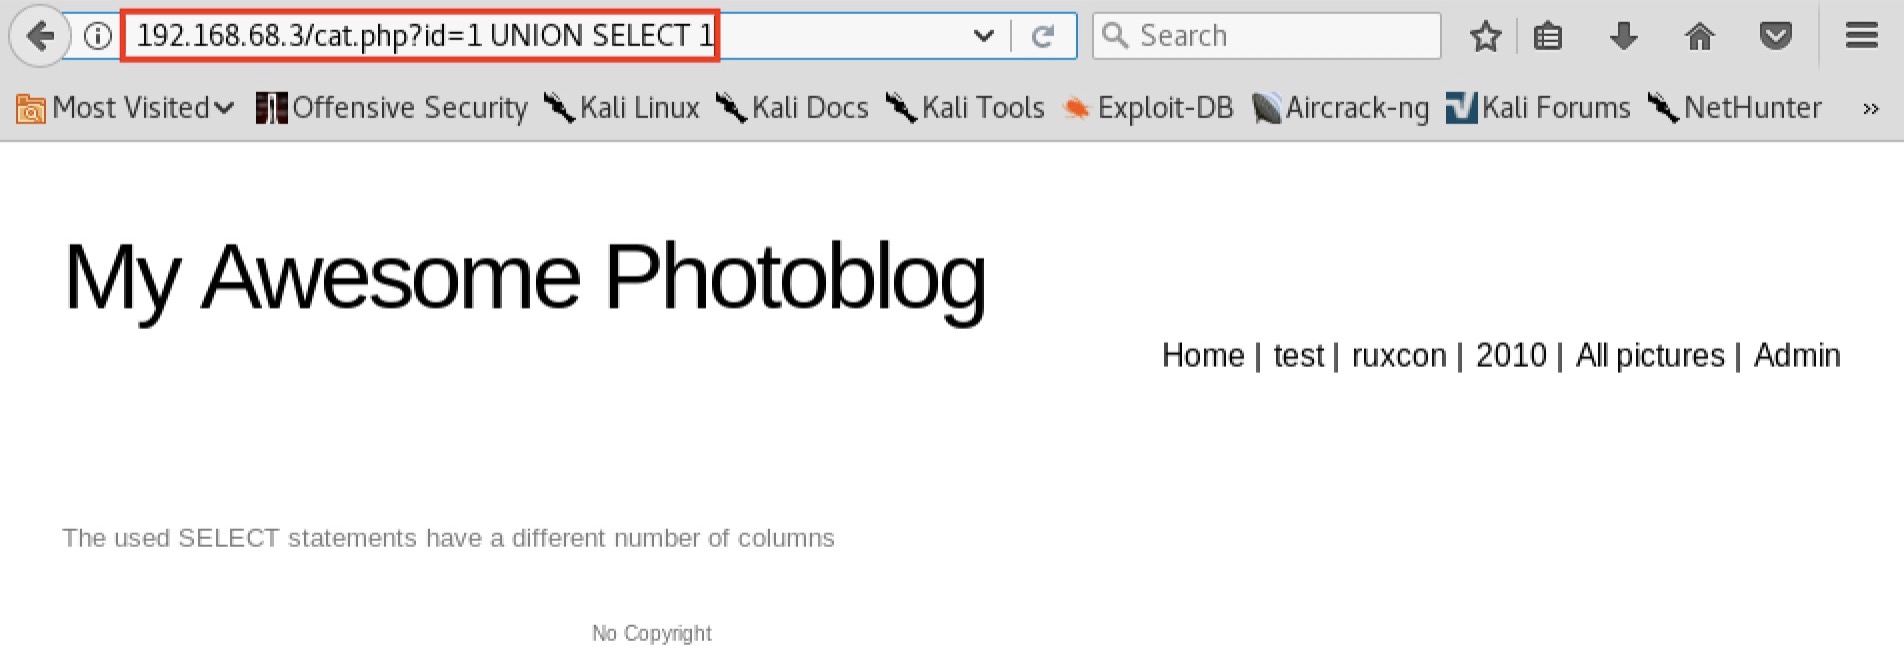 192.168.68.3/cat.php?id=1 UNION SELECT 1 Search
Most Visited Offensive Security Kali Linux Kali Docs Kali Tools Exploit-DB Aircrack-ng Kali Forums NetHunter »
My Awesome Photoblog
Home | test | ruxcon | 2010 | All pictures | Admin
The used SELECT statements have a different number of columns
No Copyright